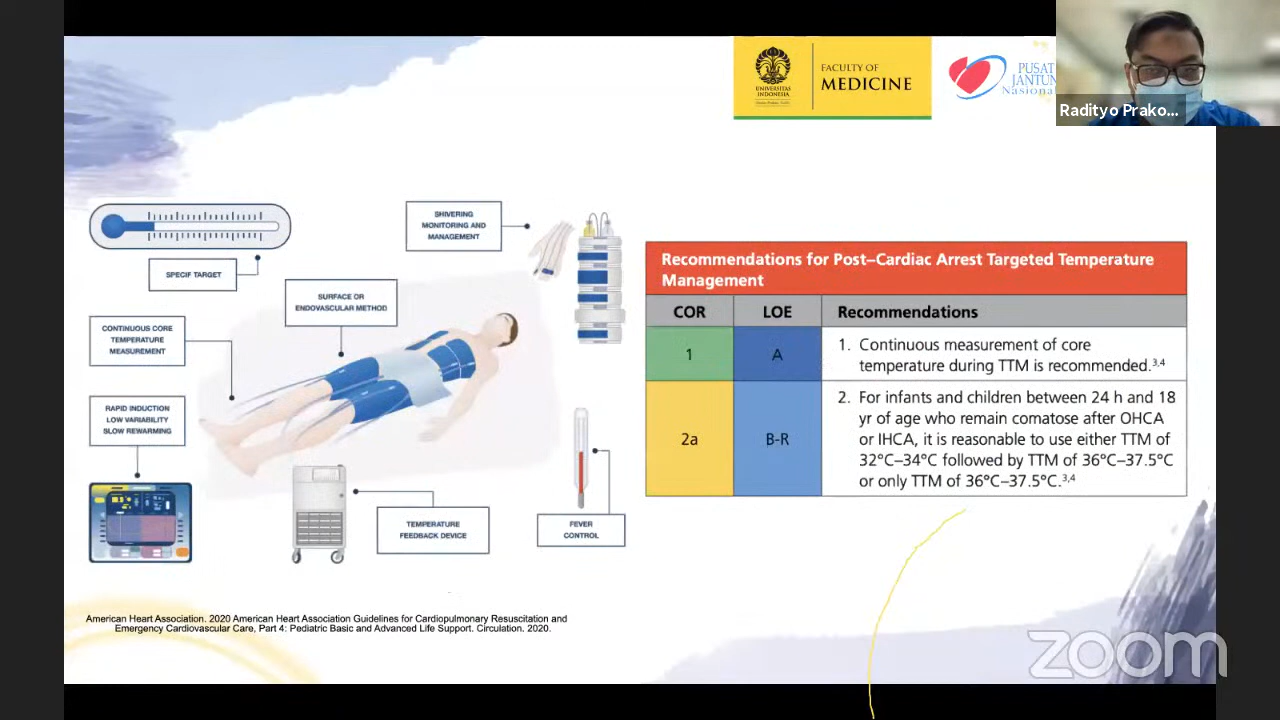 UNIVERSITAS
INDONESIA
FACULTY OF
MEDICINE
PUSAT
JANTUN
Nasiona
Radityo Prako...
SPECIF TARGET
SHIVERING
MONITORING AND
MANAGEMENT
SURFACE OR
ENDOVASCULAR METHOD
CONTINUOUS CORE
TEMPERATURE
MEASUREMENT
RAPID INDUCTION
LOW VARIABILITY
SLOW REWARMING
TEMPERATURE
FEEDBACK DEVICE
FEVER
CONTROL
Recommendations for Post–Cardiac Arrest Targeted Temperature
Management
COR LOE Recommendations
1 A 1. Continuous measurement of core
temperature during TTM is recommended.3,4
2a B-R 2. For infants and children between 24 h and 18
yr of age who remain comatose after OHCA
or IHCA, it is reasonable to use either TTM of
32°C–34°C followed by TTM of 36°C–37.5°C
or only TTM of 36°C–37.5°C.3,4
American Heart Association. 2020 American Heart Association Guidelines for Cardiopulmonary Resuscitation and
Emergency Cardiovascular Care, Part 4: Pediatric Basic and Advanced Life Support. Circulation. 2020.
zoom